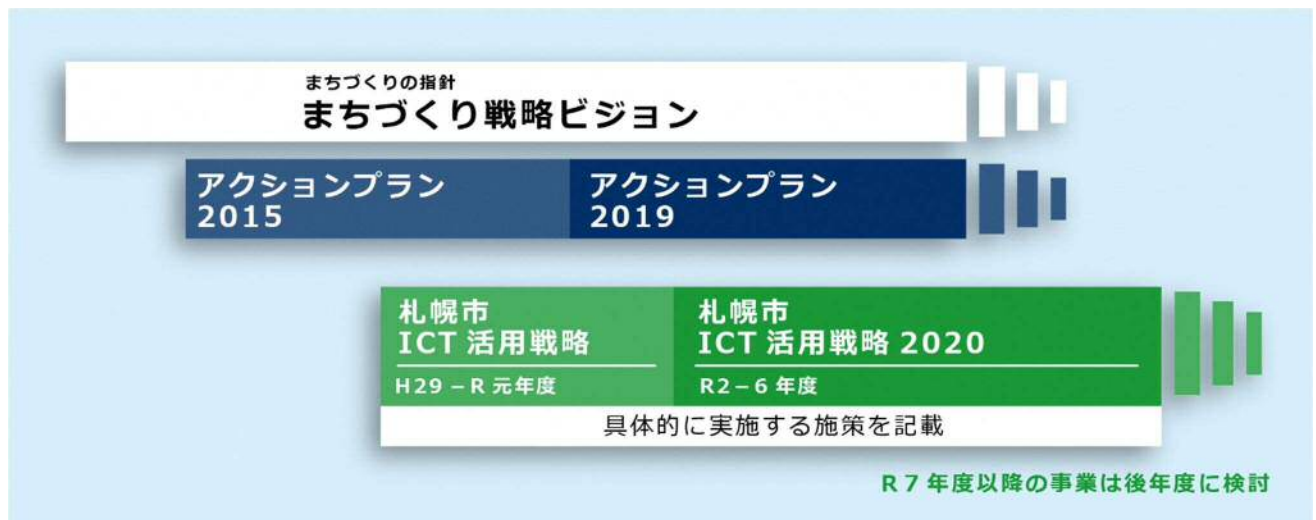 まちづくりの指針
まちづくり戦略ビジョン
アクションプラン
2015
アクションプラン
2019
札幌市
ICT 活用戦略
H29－R 元年度
札幌市
ICT 活用戦略 2020
R2－6 年度
具体的に実施する施策を記載
R 7 年度以降の事業は後年度に検討